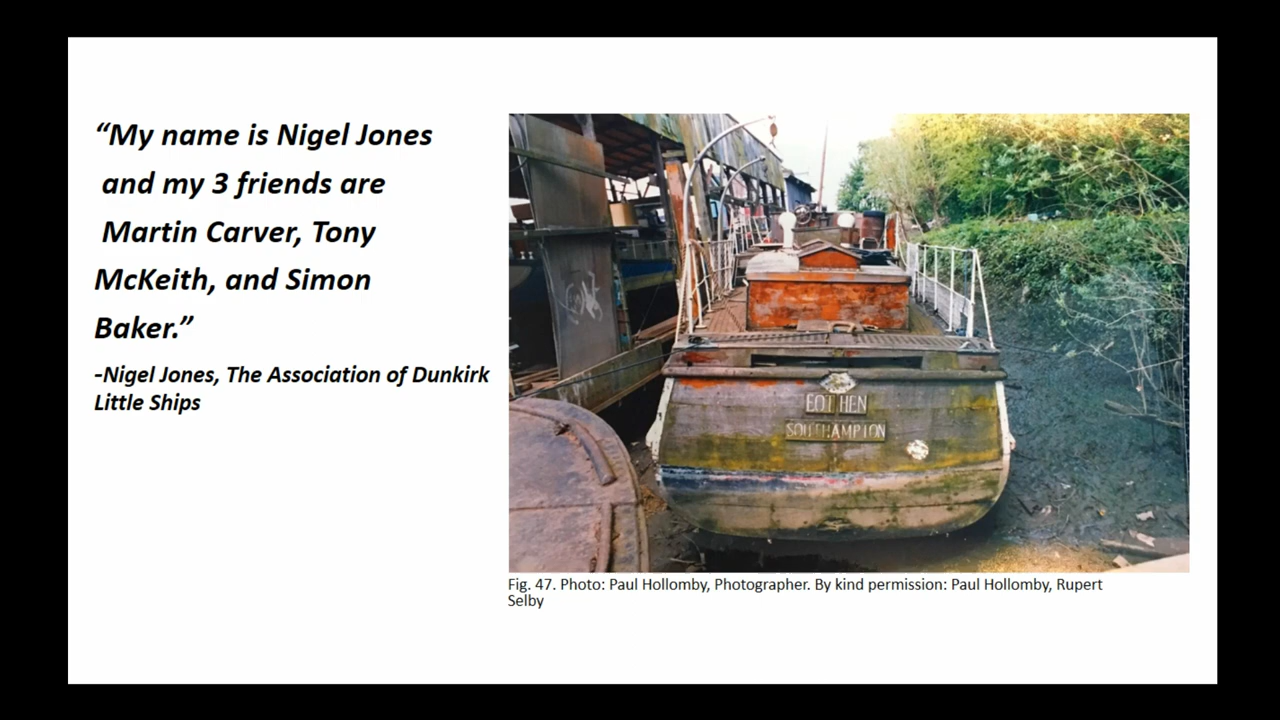 “My name is Nigel Jones
and my 3 friends are
Martin Carver, Tony
McKeith, and Simon
Baker.”
-Nigel Jones, The Association of Dunkirk
Little Ships
EOTHEN
SOUTHAMPTON
Fig. 47. Photo: Paul Hollomby, Photographer. By kind permission: Paul Hollomby, Rupert
Selby